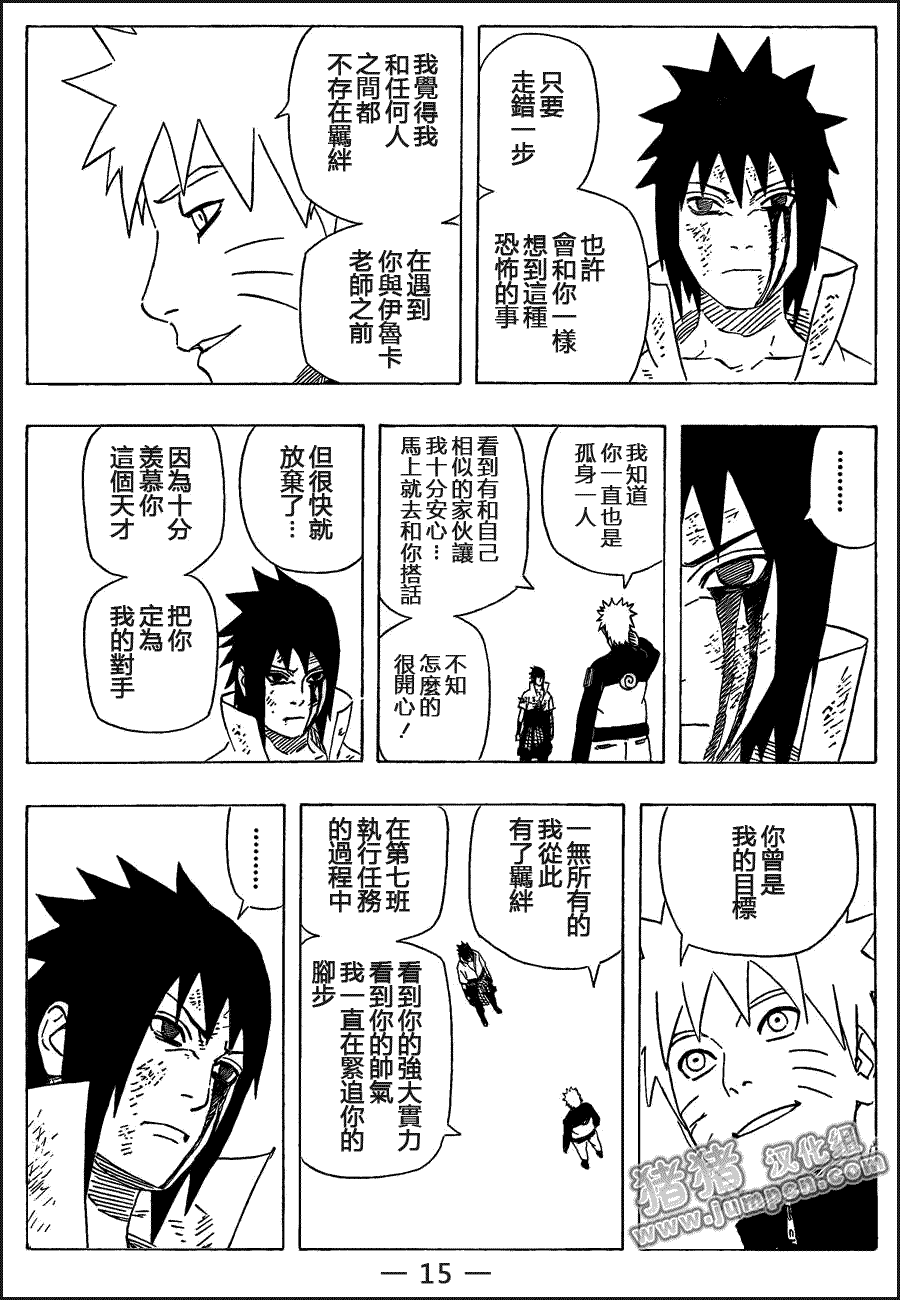 只要
走錯一步
也許
會和你一樣
想到這種
恐怖的事
我覺得我
和任何人
之間都
不存在羈絆
在遇到
你與伊魯卡
老師之前
………
我知道
你一直也是
孤身一人
看到有和自己
相似的家伙讓
我十分安心…
馬上就去和你搭話
不知
怎麼的
很開心！
但很快就
放棄了…
因為十分
羨慕你
這個天才
把你
定為
我的對手
你曾是
我的目標
一無所有的
我從此
有了羈絆
在第七班
執行任務
的過程中
看到你的強大實力
看到你的帥氣
我一直在緊追你的
腳步
………
猪猪 汉化组
www.jumpcn.com
— 15 —